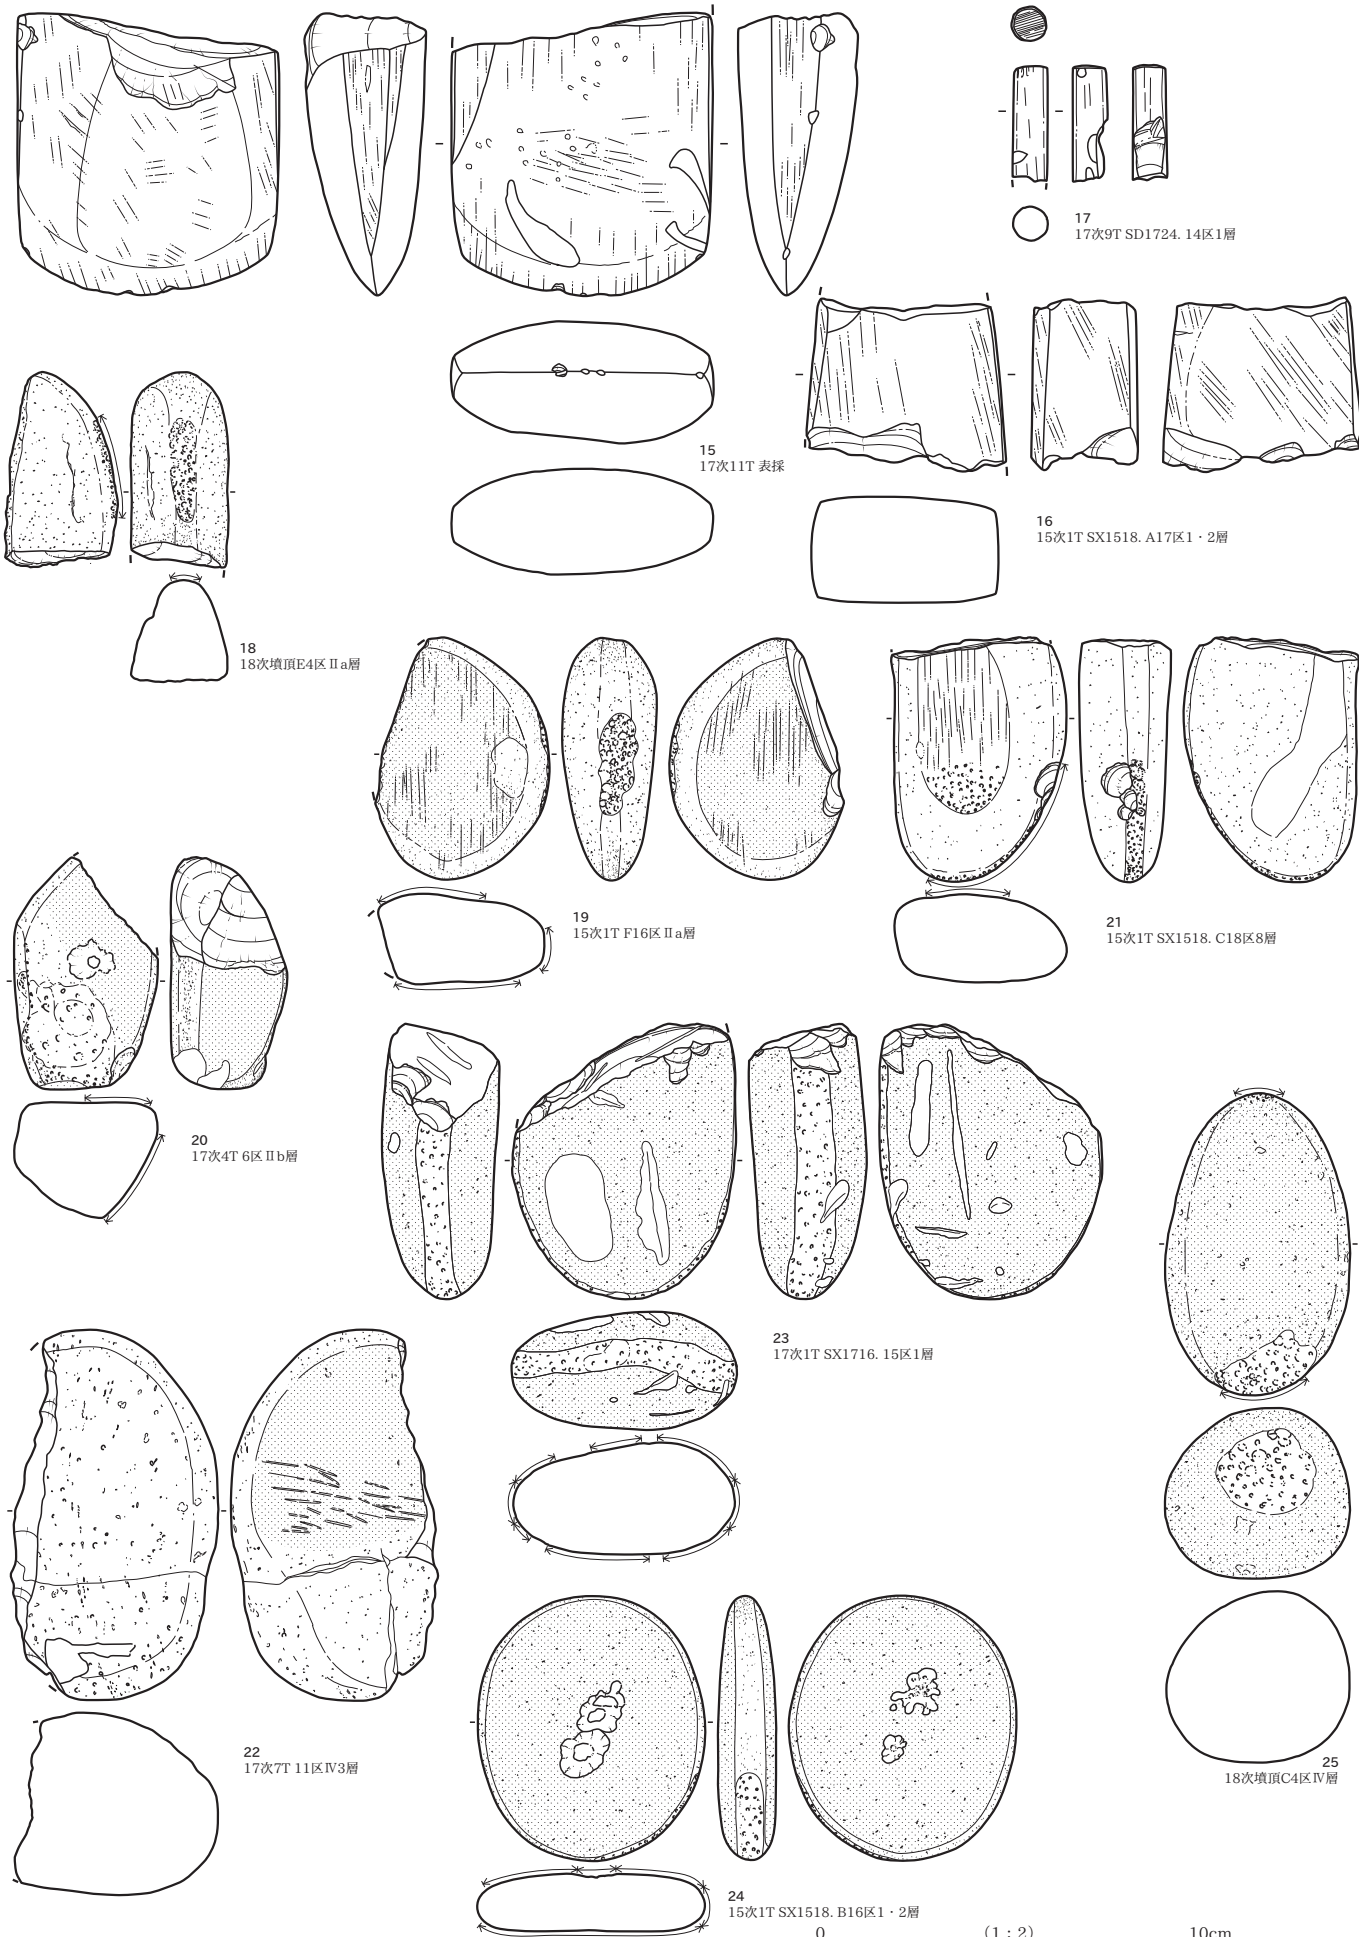 17
17次9T SD1724. 14区1層
15
17次11T 表採
16
15次1T SX1518. A17区1・2層
18
18次墳頂E4区Ⅱa層
19
15次1T F16区Ⅱa層
21
15次1T SX1518. C18区8層
20
17次4T 6区Ⅱb層
23
17次1T SX1716. 15区1層
22
17次7T 11区Ⅳ3層
25
18次墳頂C4区Ⅳ層
24
15次1T SX1518. B16区1・2層
0 (1：2) 10cm